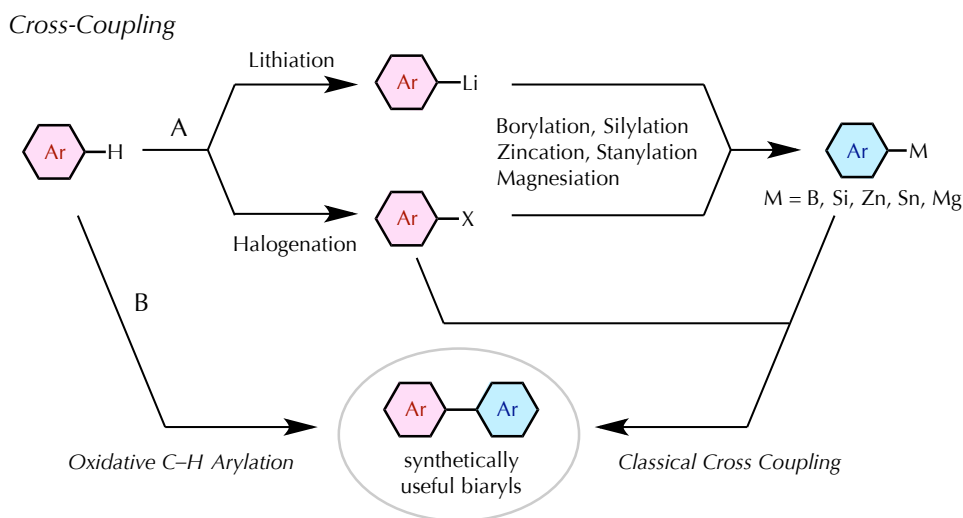 Cross-Coupling
Lithiation
Ar
Li
A
Ar
H
Borylation, Silylation
Zincation, Stanylation
Magnesiation
Ar
M
M = B, Si, Zn, Sn, Mg
Ar
X
Halogenation
B
Ar
Ar
Oxidative C–H Arylation
synthetically
useful biaryls
Classical Cross Coupling